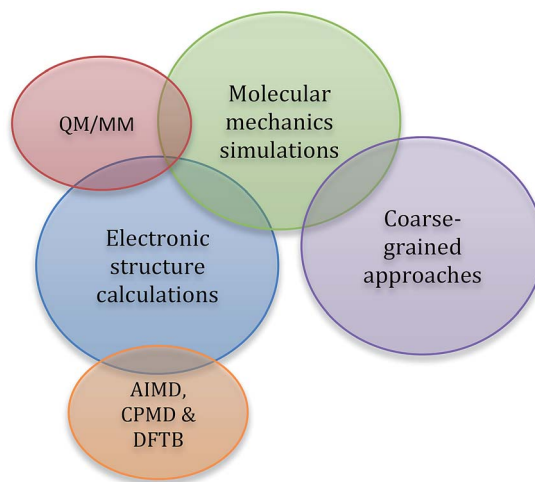 Molecular
mechanics
simulations
QM/MM
Coarse-
grained
approaches
Electronic
structure
calculations
AIMD,
CPMD &
DFTB